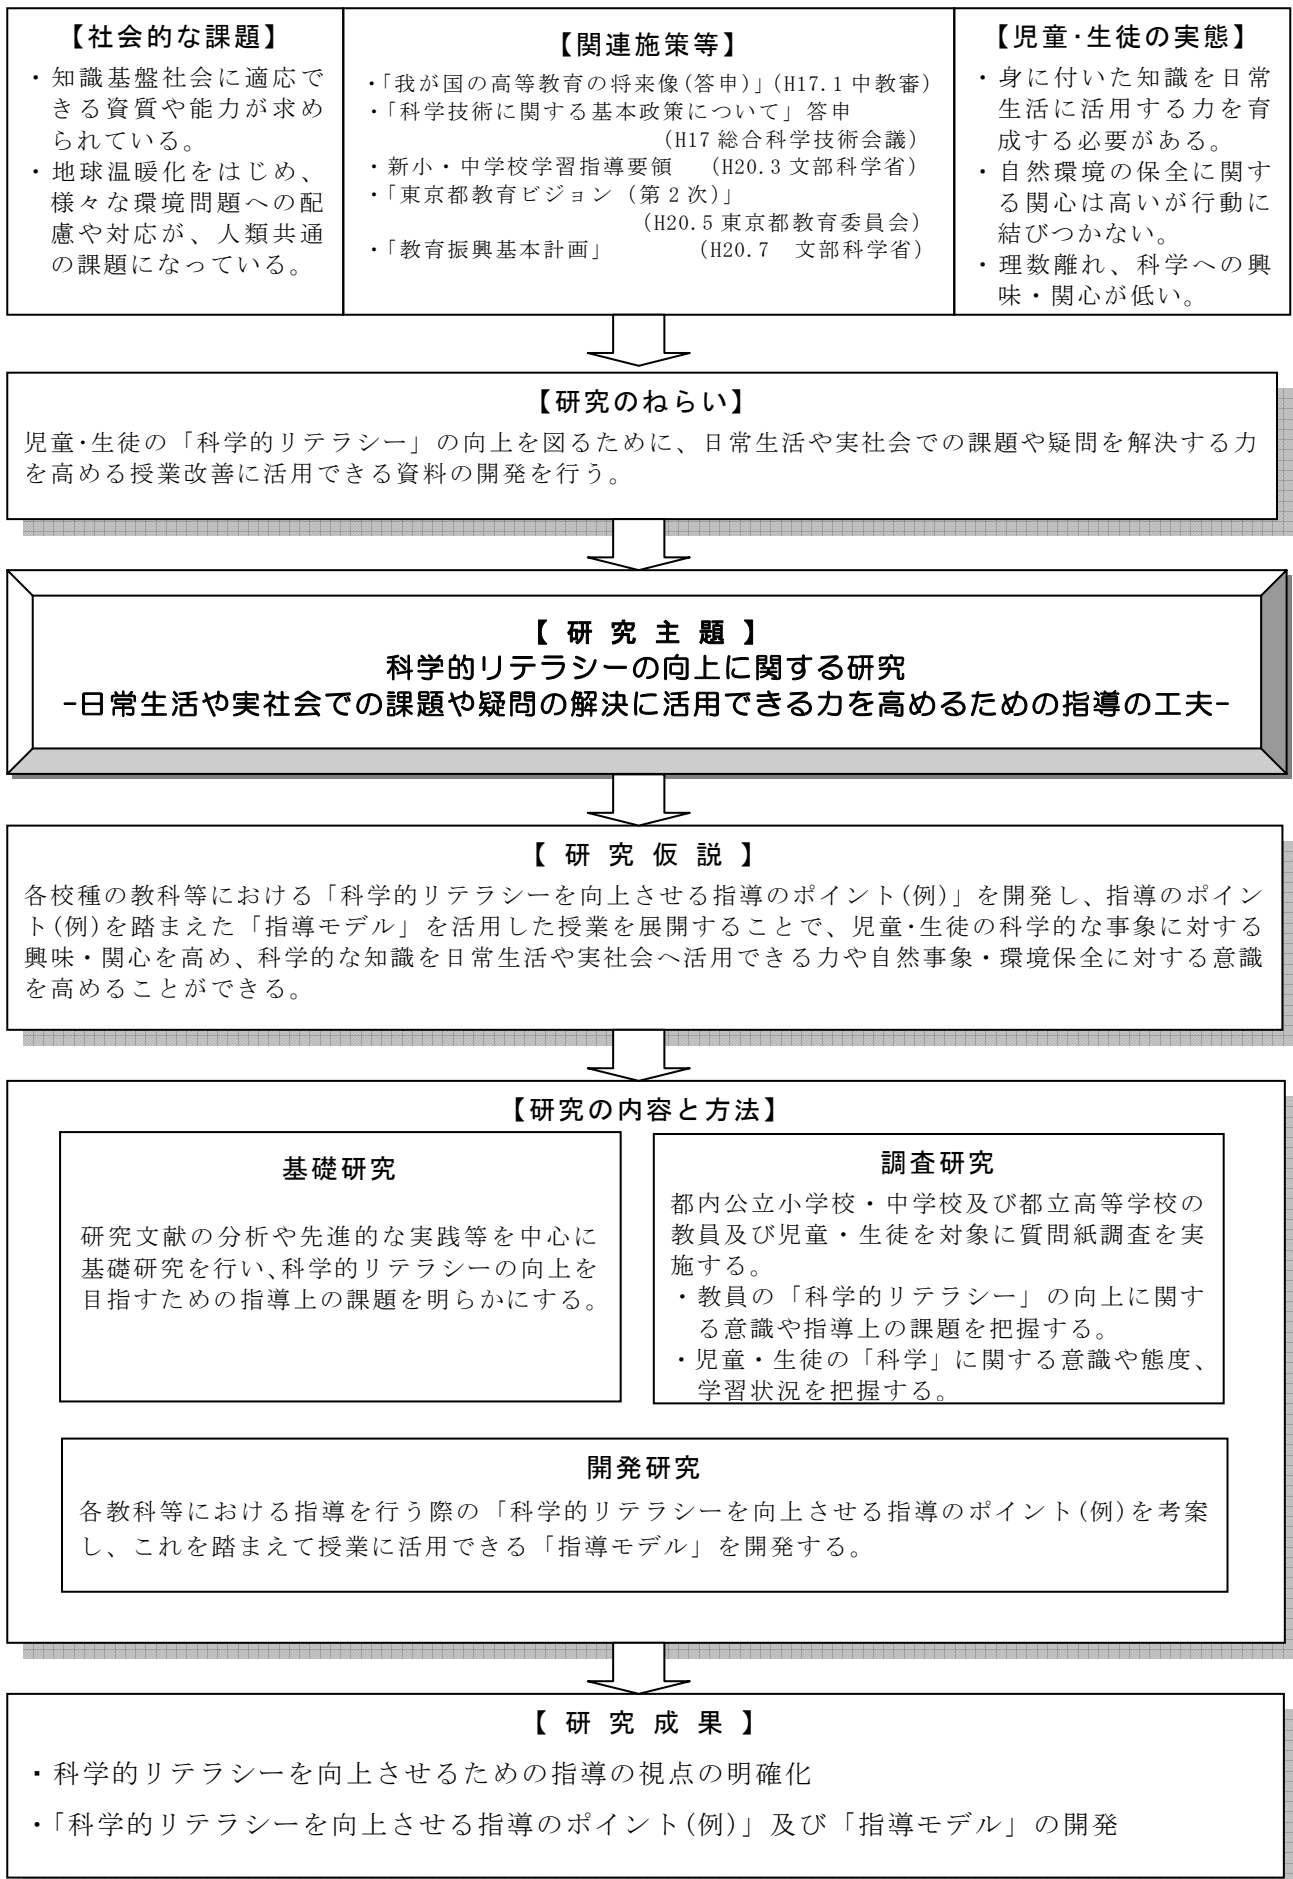 【社会的な課題】
・知識基盤社会に適応で
きる資質や能力が求め
られている。
・地球温暖化をはじめ、
様々な環境問題への配
慮や対応が、人類共通
の課題になっている。
【関連施策等】
・「我が国の高等教育の将来像(答申)」(H17.1 中教審)
・「科学技術に関する基本政策について」答申
(H17 総合科学技術会議)
・新小・中学校学習指導要領 (H20.3 文部科学省)
・「東京都教育ビジョン (第2次)」
(H20.5 東京都教育委員会)
・「教育振興基本計画」 (H20.7 文部科学省)
【児童・生徒の実態】
・身に付いた知識を日常
生活に活用する力を育
成する必要がある。
・自然環境の保全に関す
る関心は高いが行動に
結びつかない。
・理数離れ、科学への興
味・関心が低い。
【研究のねらい】
児童・生徒の「科学的リテラシー」の向上を図るために、日常生活や実社会での課題や疑問を解決する力
を高める授業改善に活用できる資料の開発を行う。
【 研 究 主 題 】
科学的リテラシーの向上に関する研究
-日常生活や実社会での課題や疑問の解決に活用できる力を高めるための指導の工夫-
【 研 究 仮 説 】
各校種の教科等における「科学的リテラシーを向上させる指導のポイント(例)」を開発し、指導のポイン
ト(例)を踏まえた「指導モデル」を活用した授業を展開することで、児童・生徒の科学的な事象に対する
興味・関心を高め、科学的な知識を日常生活や実社会へ活用できる力や自然事象・環境保全に対する意識
を高めることができる。
【研究の内容と方法】
基礎研究
研究文献の分析や先進的な実践等を中心に
基礎研究を行い、科学的リテラシーの向上を
目指すための指導上の課題を明らかにする。
調査研究
都内公立小学校・中学校及び都立高等学校の
教員及び児童・生徒を対象に質問紙調査を実
施する。
・教員の「科学的リテラシー」の向上に関す
る意識や指導上の課題を把握する。
・児童・生徒の「科学」に関する意識や態度、
学習状況を把握する。
開発研究
各教科等における指導を行う際の「科学的リテラシーを向上させる指導のポイント(例)を考案
し、これを踏まえて授業に活用できる「指導モデル」を開発する。
【 研 究 成 果 】
・科学的リテラシーを向上させるための指導の視点の明確化
・「科学的リテラシーを向上させる指導のポイント(例)」及び「指導モデル」の開発